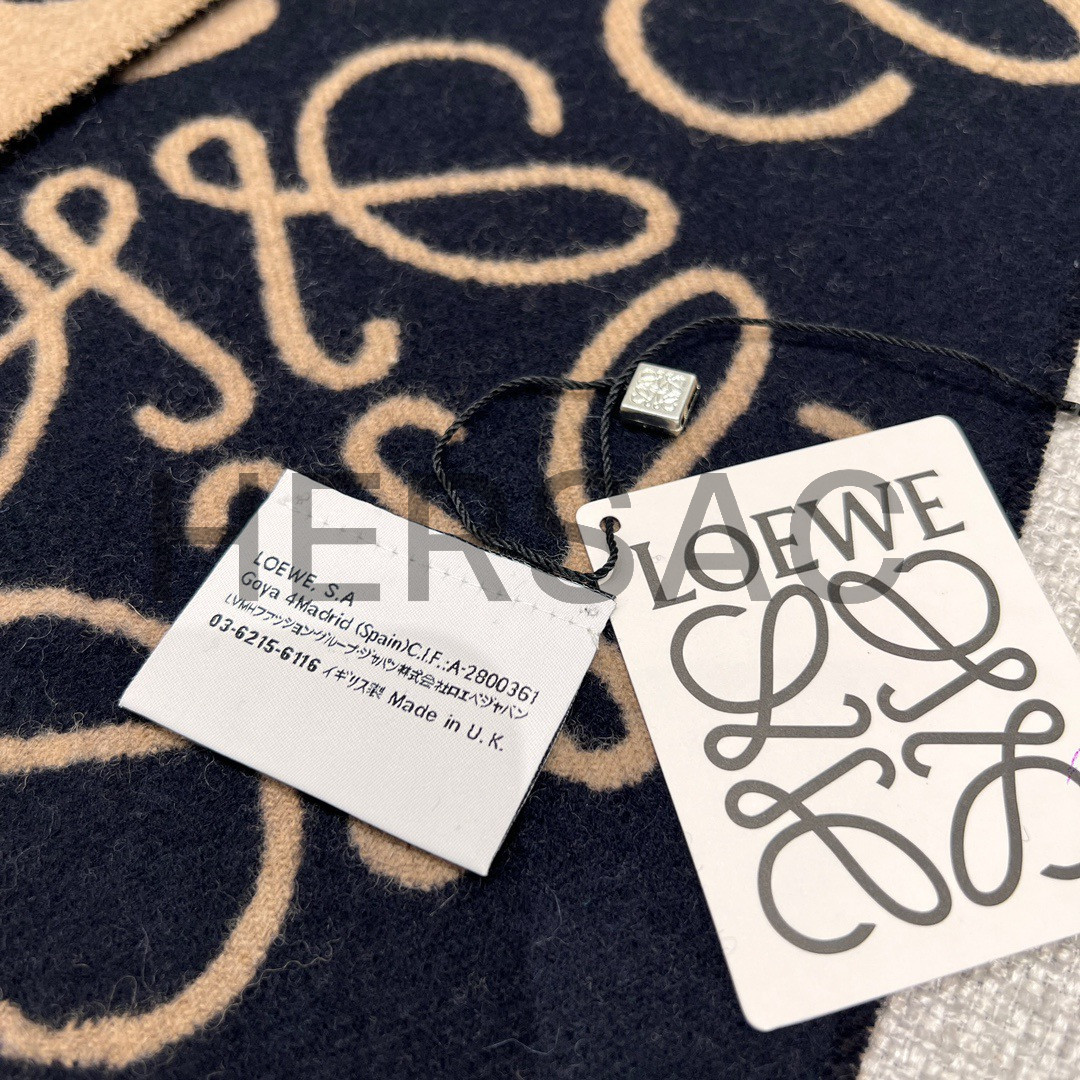 HERSAC
LOEWE
LOEWE, S.A
Goya 4Madrid (Spain)C.I.F.:A-2800361
LVMHファッション・グループ・ジャパン株式会社ロエベジャパン
03-6215-6116 イギリス製 Made in U.K.